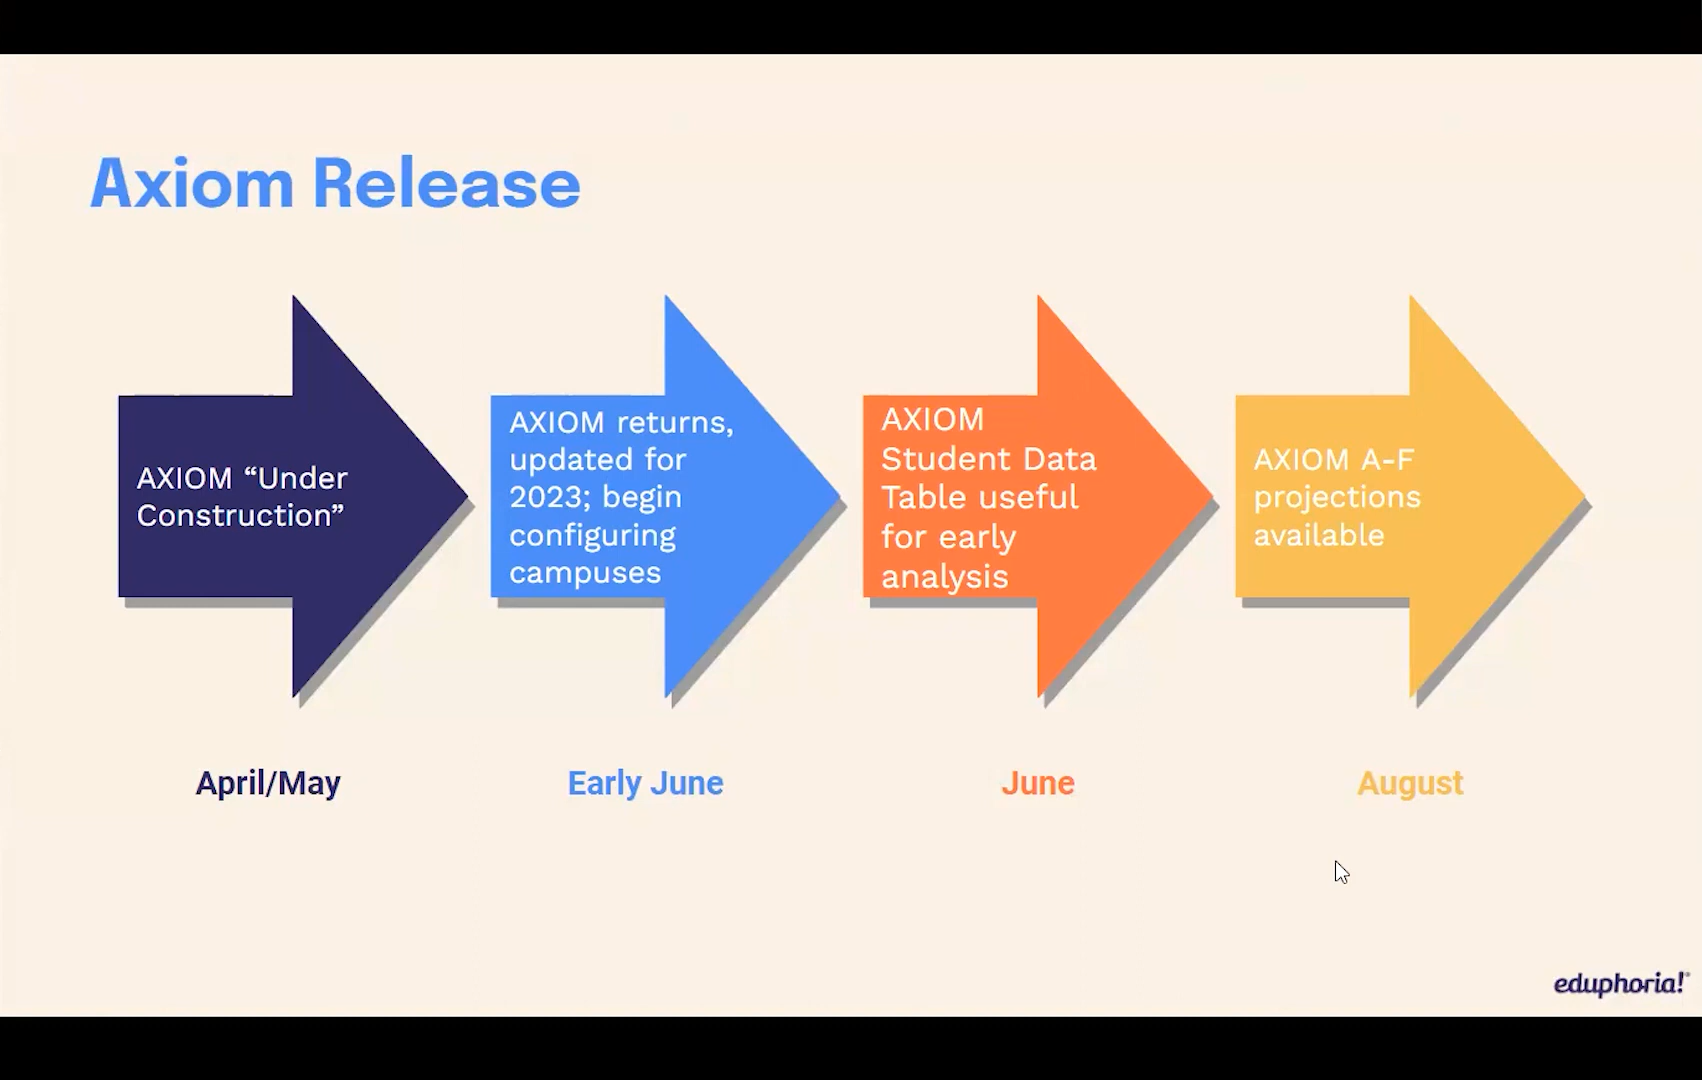 Axiom Release
AXIOM “Under
Construction”
AXIOM returns,
updated for
2023; begin
configuring
campuses
AXIOM
Student Data
Table useful
for early
analysis
AXIOM A-F
projections
available
April/May
Early June
June
August
eduphoria!